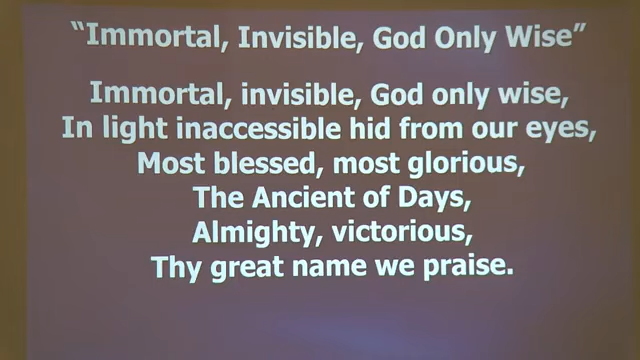 “Immortal, Invisible, God Only Wise”
Immortal, invisible, God only wise,
In light inaccessible hid from our eyes,
Most blessed, most glorious,
The Ancient of Days,
Almighty, victorious,
Thy great name we praise.